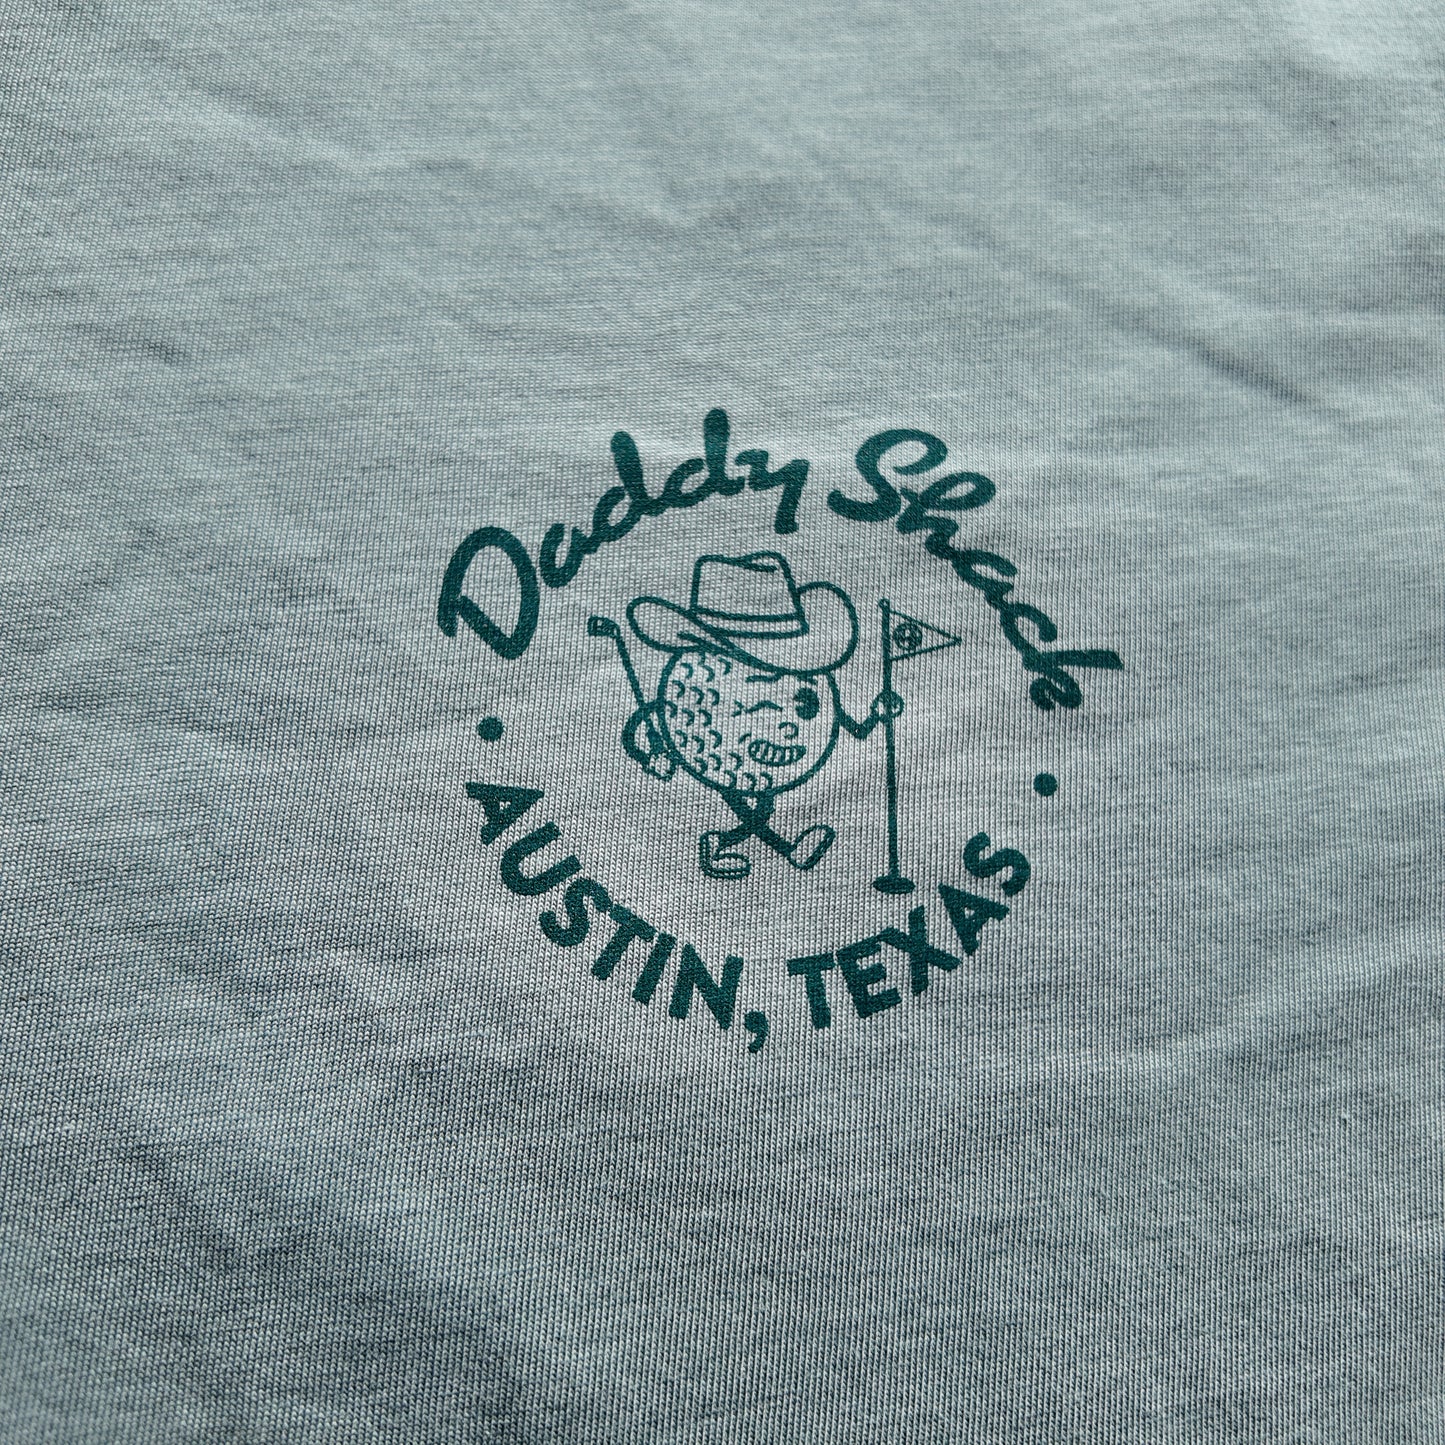 Daddy Shack
• AUSTIN, TEXAS •